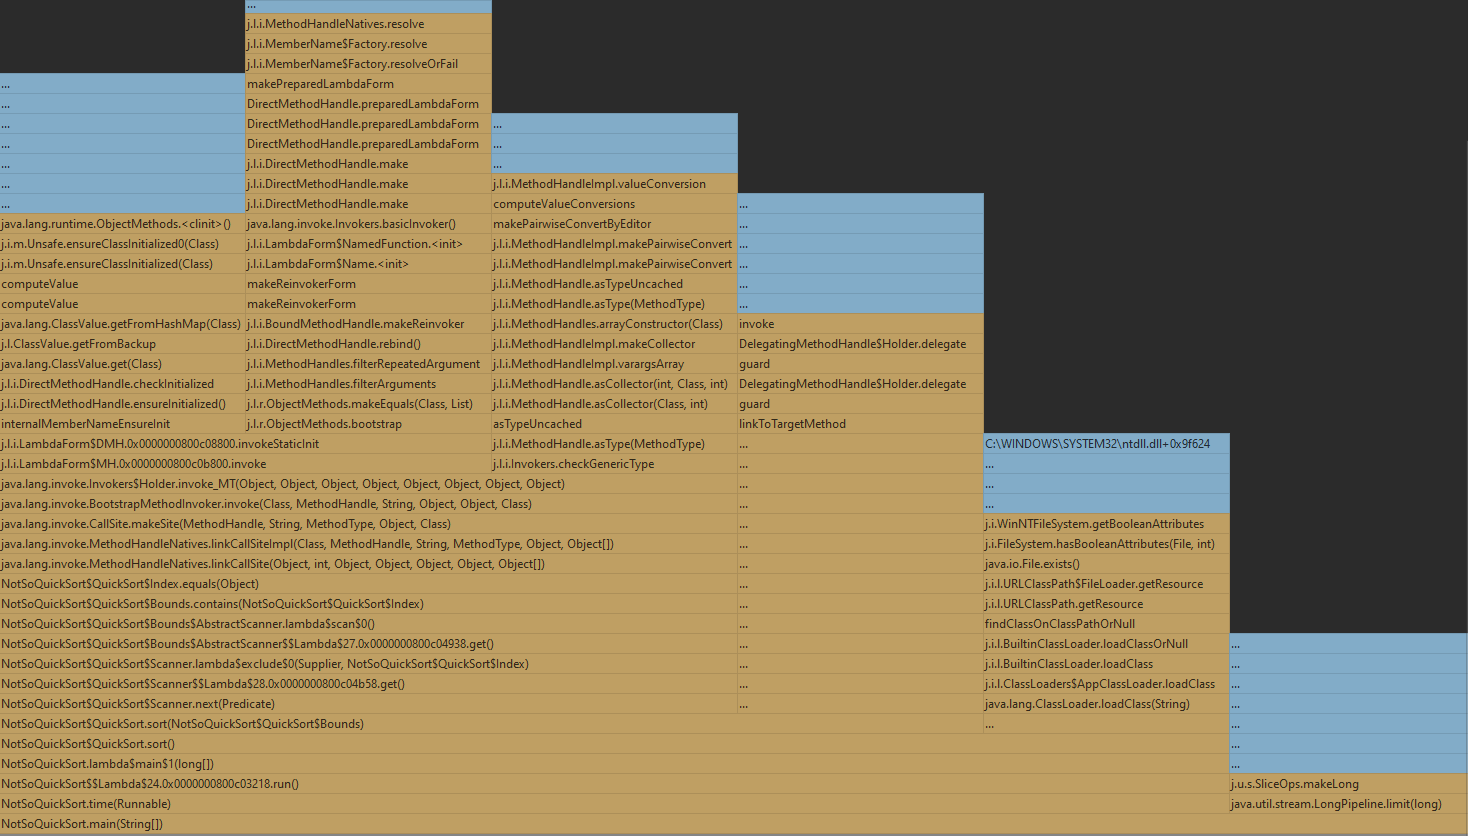 ...
j.l.i.MethodHandleNatives.resolve
j.l.i.MemberName$Factory.resolve
j.l.i.MemberName$Factory.resolveOrFail
... makePreparedLambdaForm
... DirectMethodHandle.preparedLambdaForm
... DirectMethodHandle.preparedLambdaForm ...
... DirectMethodHandle.preparedLambdaForm ...
... j.l.i.DirectMethodHandle.make ...
... j.l.i.DirectMethodHandle.make j.l.i.MethodHandleImpl.valueConversion
... j.l.i.DirectMethodHandle.make computeValueConversions ...
java.lang.runtime.ObjectMethods.<clinit>() java.lang.invoke.Invokers.basicInvoker() makePairwiseConvertByEditor ...
j.i.m.Unsafe.ensureClassInitialized0(Class) j.l.i.LambdaForm$NamedFunction.<init> j.l.i.MethodHandleImpl.makePairwiseConvert ...
j.i.m.Unsafe.ensureClassInitialized(Class) j.l.i.LambdaForm$Name.<init> j.l.i.MethodHandleImpl.makePairwiseConvert ...
computeValue makeReinvokerForm j.l.i.MethodHandle.asTypeUncached ...
computeValue makeReinvokerForm j.l.i.MethodHandle.asType(MethodType) ...
java.lang.ClassValue.getFromHashMap(Class) j.l.i.BoundMethodHandle.makeReinvoker j.l.i.MethodHandles.arrayConstructor(Class) invoke
j.l.ClassValue.getFromBackup j.l.i.DirectMethodHandle.rebind() j.l.i.MethodHandleImpl.makeCollector DelegatingMethodHandle$Holder.delegate
java.lang.ClassValue.get(Class) j.l.i.MethodHandles.filterRepeatedArgument j.l.i.MethodHandleImpl.varargsArray guard
j.l.i.DirectMethodHandle.checkInitialized j.l.i.MethodHandles.filterArguments j.l.i.MethodHandle.asCollector(int, Class, int) DelegatingMethodHandle$Holder.delegate
j.l.i.DirectMethodHandle.ensureInitialized() j.l.r.ObjectMethods.makeEquals(Class, List) j.l.i.MethodHandle.asCollector(Class, int) guard
internalMemberNameEnsureInit j.l.r.ObjectMethods.bootstrap asTypeUncached linkToTargetMethod
j.l.i.LambdaForm$DMH.0x0000000800c08800.invokeStaticInit j.l.i.MethodHandle.asType(MethodType) ... C:\WINDOWS\SYSTEM32\ntdll.dll+0x9f624
j.l.i.LambdaForm$MH.0x0000000800c0b800.invoke j.l.i.Invokers.checkGenericType ... ...
java.lang.invoke.Invokers$Holder.invoke_MT(Object, Object, Object, Object, Object, Object, Object, Object) ... ...
java.lang.invoke.BootstrapMethodInvoker.invoke(Class, MethodHandle, String, Object, Object, Class) ... ...
java.lang.invoke.CallSite.makeSite(MethodHandle, String, MethodType, Object, Class) ... j.i.WinNTFileSystem.getBooleanAttributes
java.lang.invoke.MethodHandleNatives.linkCallSiteImpl(Class, MethodHandle, String, MethodType, Object, Object[]) ... j.i.FileSystem.hasBooleanAttributes(File, int)
java.lang.invoke.MethodHandleNatives.linkCallSite(Object, int, Object, Object, Object, Object, Object[]) ... java.io.File.exists()
NotSoQuickSort$QuickSort$Index.equals(Object) ... j.i.l.URLClassPath$FileLoader.getResource
NotSoQuickSort$QuickSort$Bounds.contains(NotSoQuickSort$QuickSort$Index) ... j.i.l.URLClassPath.getResource
NotSoQuickSort$QuickSort$Bounds$AbstractScanner.lambda$scan$0() ... findClassOnClassPathOrNull
NotSoQuickSort$QuickSort$Bounds$AbstractScanner$$Lambda$27.0x0000000800c04938.get() ... j.i.l.BuiltinClassLoader.loadClassOrNull ...
NotSoQuickSort$QuickSort$Scanner.lambda$exclude$0(Supplier, NotSoQuickSort$QuickSort$Index) ... j.i.l.BuiltinClassLoader.loadClass ...
NotSoQuickSort$QuickSort$Scanner$$Lambda$28.0x0000000800c04b58.get() ... j.i.l.ClassLoaders$AppClassLoader.loadClass ...
NotSoQuickSort$QuickSort$Scanner.next(Predicate) ... java.lang.ClassLoader.loadClass(String) ...
NotSoQuickSort$QuickSort.sort(NotSoQuickSort$QuickSort$Bounds) ... ...
NotSoQuickSort$QuickSort.sort() ...
NotSoQuickSort.lambda$main$1(long[]) ...
NotSoQuickSort$$Lambda$24.0x0000000800c03218.run() j.u.s.SliceOps.makeLong
NotSoQuickSort.time(Runnable) java.util.stream.LongPipeline.limit(long)
NotSoQuickSort.main(String[])